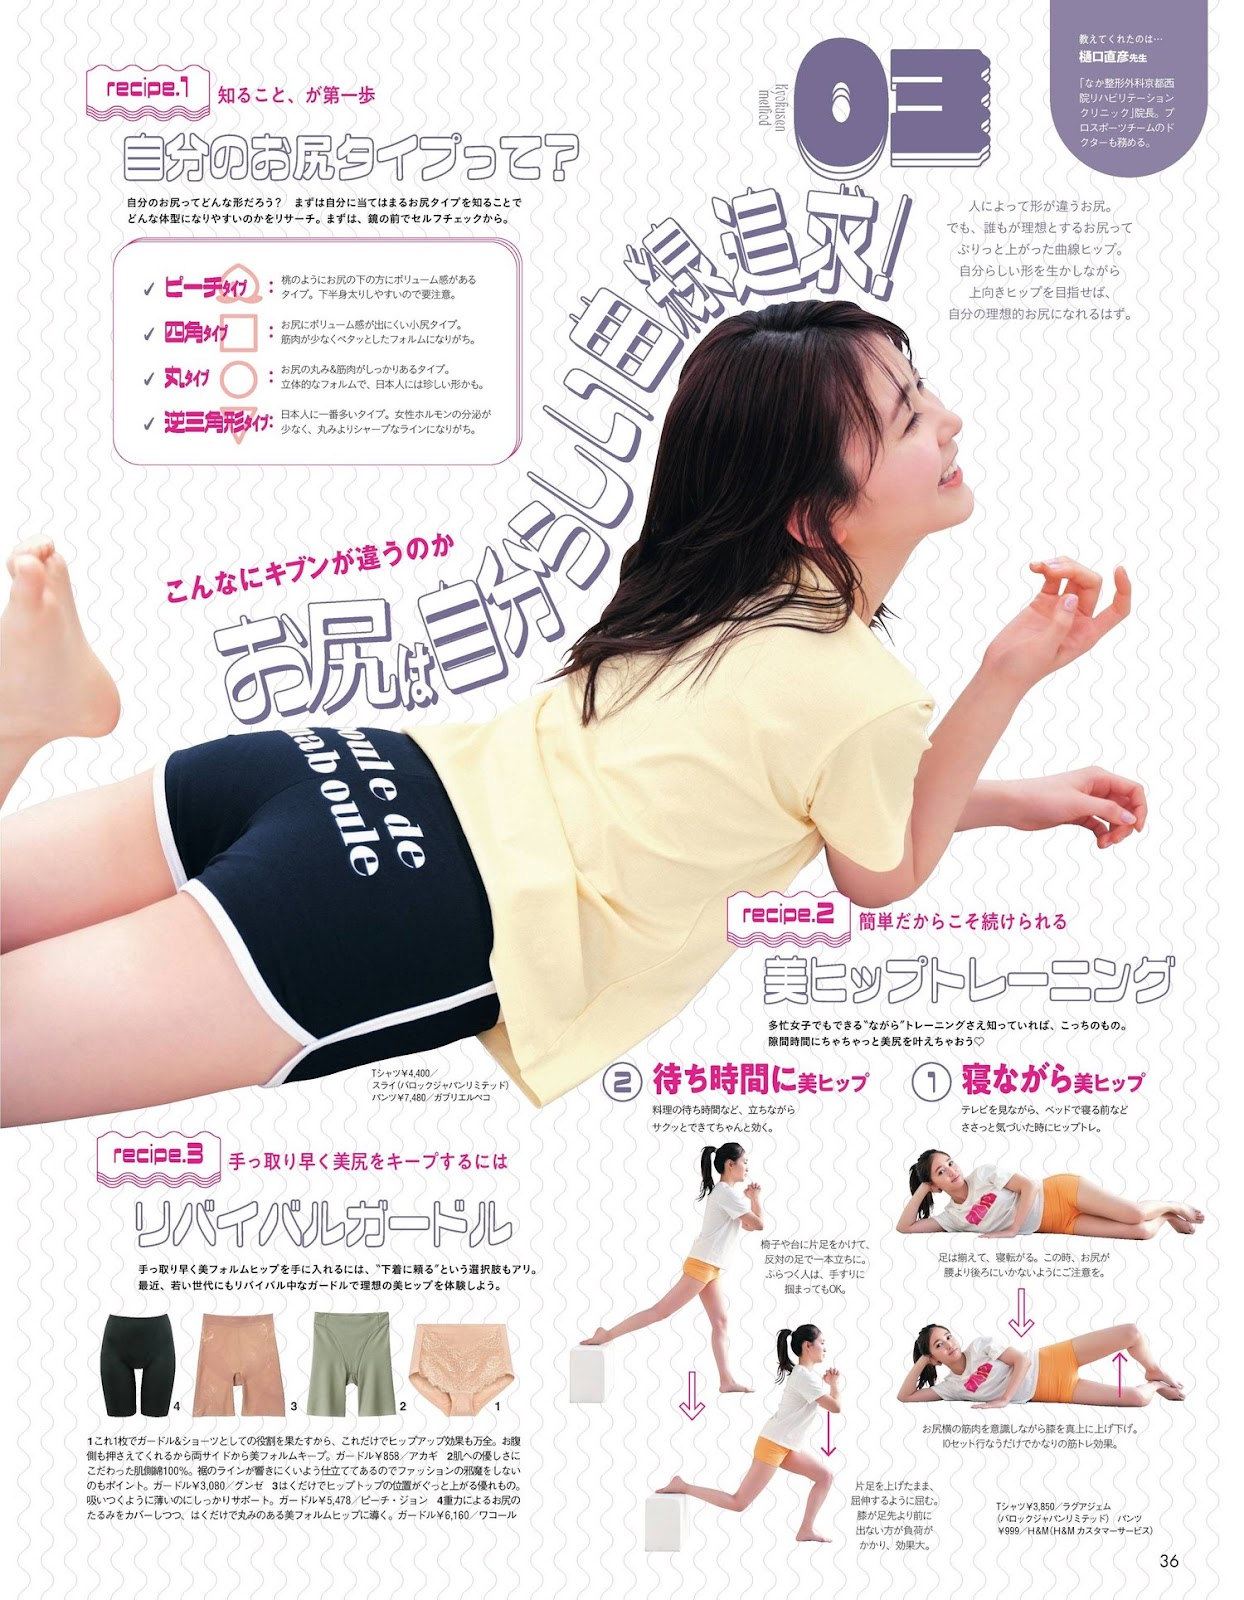 教えてくれたのは…
樋口直彦先生
「なか整形外科京都西
院リハビリテーション
クリニック」院長。プ
ロスポーツチームのド
クターも務める。
03
kyokusen
method
人によって形が違うお尻。
でも、誰もが理想とするお尻って
ぷりっと上がった曲線ヒップ。
自分らしい形を生かしながら
上向きヒップを目指せば、
自分の理想的お尻になれるはず。
こんなにキブンが違うのか
お尻は自分らしい曲線追求!
recipe.1 知ること、が第一歩
自分のお尻タイプって?
自分のお尻ってどんな形だろう? まずは自分に当てはまるお尻タイプを知ることで
どんな体型になりやすいのかをリサーチ。まずは、鏡の前でセルフチェックから。
✓ ピーチタイプ : 桃のようにお尻の下の方にボリューム感がある
タイプ。下半身太りしやすいので要注意。
✓ 四角タイプ : お尻にボリューム感が出にくい小尻タイプ。
筋肉が少なくペタッとしたフォルムになりがち。
✓ 丸タイプ : お尻の丸み&筋肉がしっかりあるタイプ。
立体的なフォルムで、日本人には珍しい形かも。
✓ 逆三角形タイプ: 日本人に一番多いタイプ。女性ホルモンの分泌が
少なく、丸みよりシャープなラインになりがち。
boule de
naboule
Tシャツ¥4,400/
スライ(バロックジャパンリミテッド)
パンツ¥7,480/ガブリエルペコ
recipe.2 簡単だからこそ続けられる
美ヒップトレーニング
多忙女子でもできる“ながら”トレーニングさえ知っていれば、こっちのもの。
隙間時間にちゃちゃっと美尻を叶えちゃおう♡
1 寝ながら美ヒップ
テレビを見ながら、ベッドで寝る前など
ささっと気づいた時にヒップトレ。
足は揃えて、寝転がる。この時、お尻が
腰より後ろにいかないようにご注意を。
お尻横の筋肉を意識しながら膝を真上に上げ下げ。
10セット行なうだけでかなりの筋トレ効果。
2 待ち時間に美ヒップ
料理の待ち時間など、立ちながら
サクッとできてちゃんと効く。
椅子や台に片足をかけて、
反対の足で一本立ちに。
ふらつく人は、手すりに
掴まってもOK。
片足を上げたまま、
屈伸するように屈む。
膝が足先より前に
出ない方が負荷が
かかり、効果大。
Tシャツ¥3,850/ラグアジェム
(バロックジャパンリミテッド) パンツ
¥999/H&M(H&M カスタマーサービス)
recipe.3 手っ取り早く美尻をキープするには
リバイバルガードル
手っ取り早く美フォルムヒップを手に入れるには、“下着に頼る”という選択肢もアリ。
最近、若い世代にもリバイバル中なガードルで理想の美ヒップを体験しよう。
4 3 2 1
1これ1枚でガードル&ショーツとしての役割を果たすから、これだけでヒップアップ効果も万全。お腹
側も押さえてくれるから両サイドから美フォルムキープ。ガードル¥858/アカギ 2肌への優しさに
こだわった肌側綿100%。裾のラインが響きにくいよう仕立ててあるのでファッションの邪魔をしない
のもポイント。ガードル¥3,080/グンゼ 3はくだけでヒップトップの位置がぐっと上がる優れもの。
吸いつくように薄いのにしっかりサポート。ガードル¥5,478/ピーチ・ジョン 4重力によるお尻の
たるみをカバーしつつ、はくだけで丸みのある美フォルムヒップに導く。ガードル¥6,160/ワコール
36